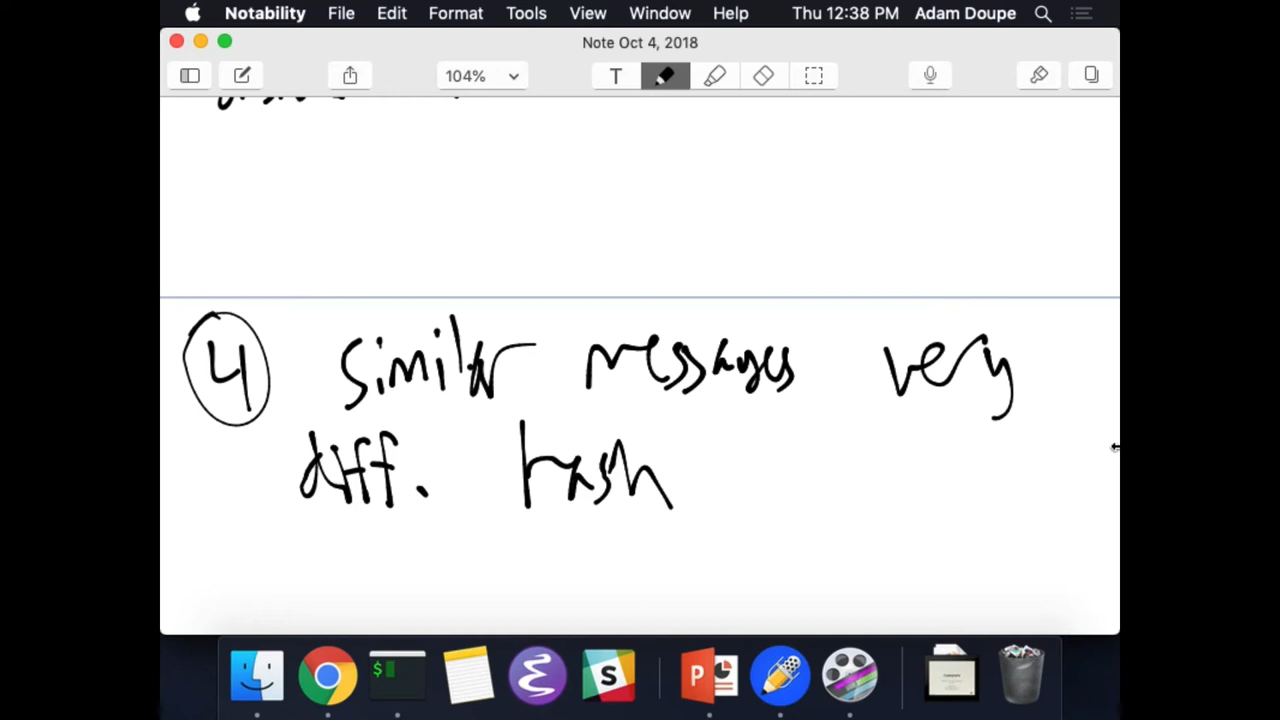 Notability File Edit Format Tools View Window Help Thu 12:38 PM Adam Doupe
Note Oct 4, 2018
104% T
4 similar messages very
diff. hash
$
S
P